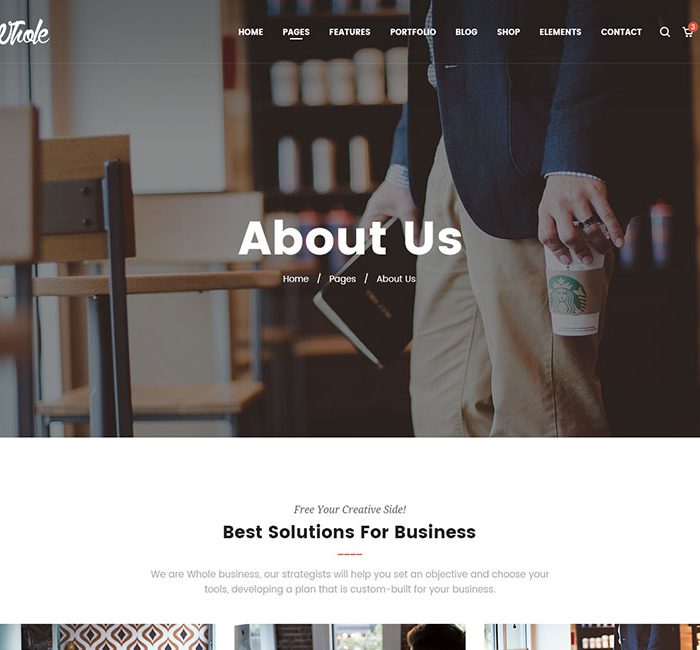 Whole
HOME PAGES FEATURES PORTFOLIO BLOG SHOP ELEMENTS CONTACT 3
About Us
Home / Pages / About Us
Free Your Creative Side!
Best Solutions For Business
We are Whole business, our strategists will help you set an objective and choose your
tools, developing a plan that is custom-built for your business.